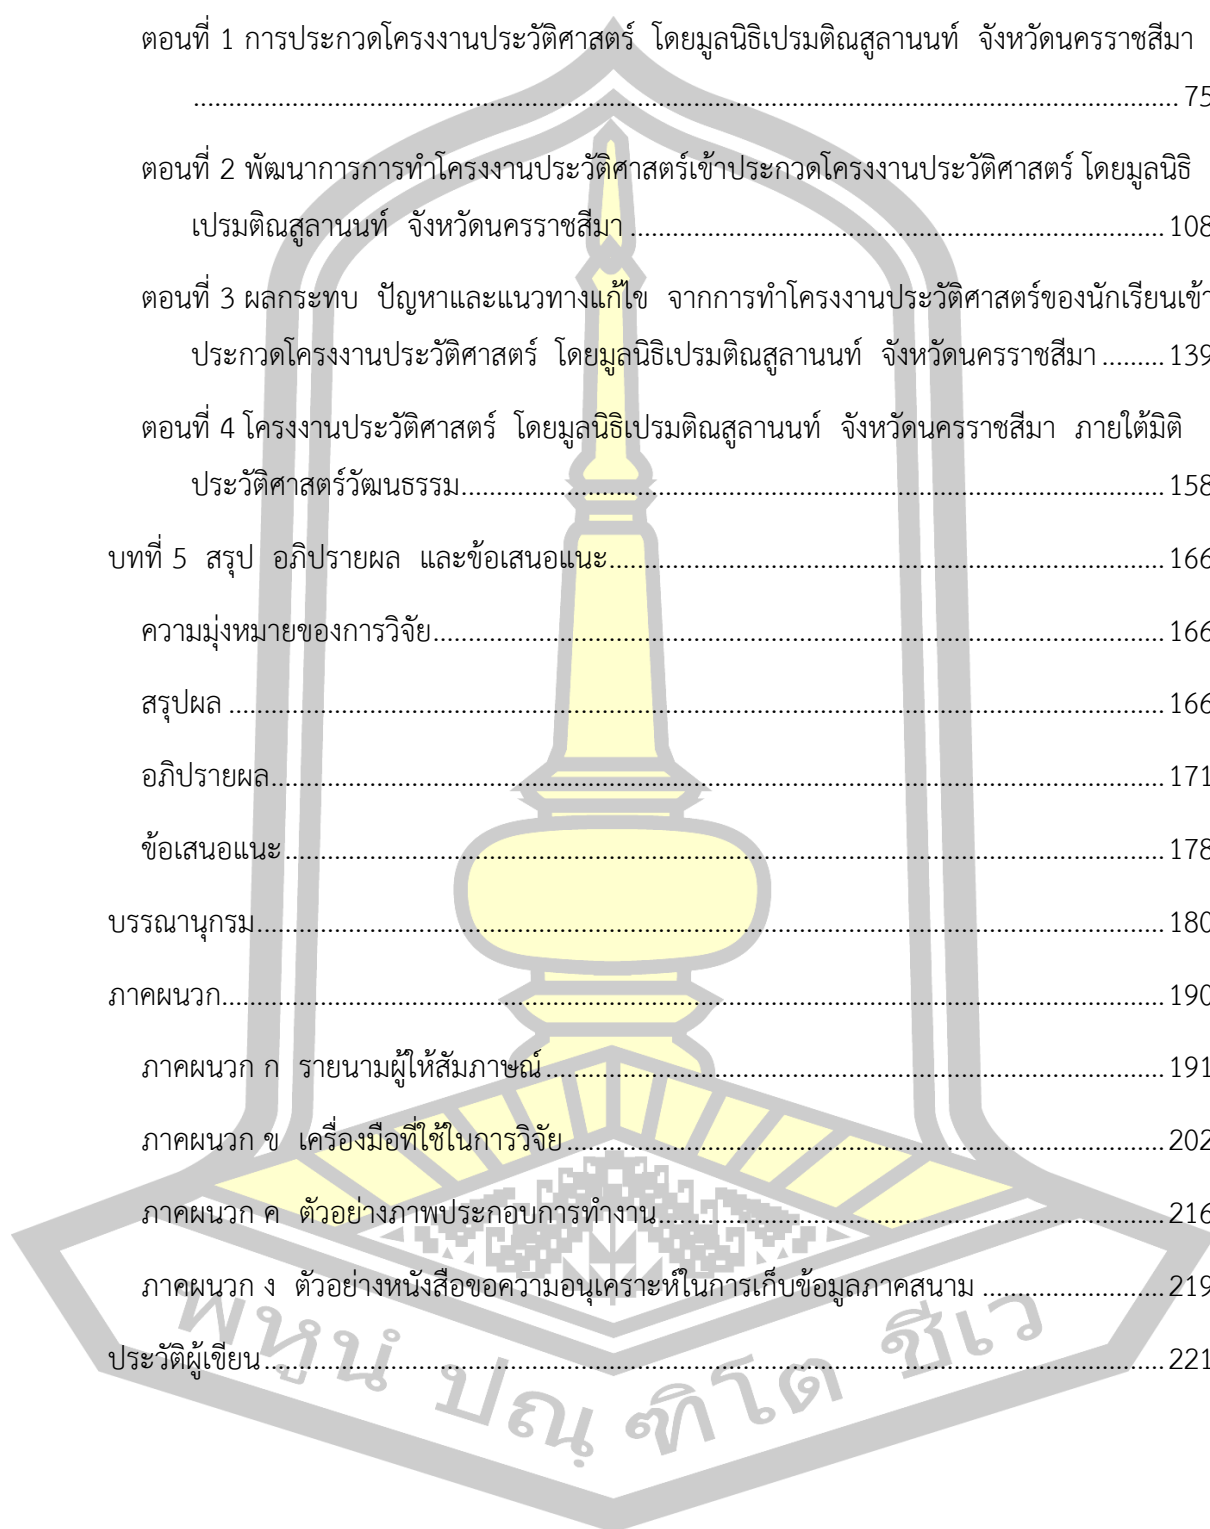 ตอนที่ 1 การประกวดโครงงานประวัติศาสตร์ โดยมูลนิธิเปรมติณสูลานนท์ จังหวัดนครราชสีมา
............................................................................................................................................ 75
ตอนที่ 2 พัฒนาการการทำโครงงานประวัติศาสตร์เข้าประกวดโครงงานประวัติศาสตร์ โดยมูลนิธิ
เปรมติณสูลานนท์ จังหวัดนครราชสีมา ............................................................................ 108
ตอนที่ 3 ผลกระทบ ปัญหาและแนวทางแก้ไข จากการทำโครงงานประวัติศาสตร์ของนักเรียนเข้า
ประกวดโครงงานประวัติศาสตร์ โดยมูลนิธิเปรมติณสูลานนท์ จังหวัดนครราชสีมา ......... 139
ตอนที่ 4 โครงงานประวัติศาสตร์ โดยมูลนิธิเปรมติณสูลานนท์ จังหวัดนครราชสีมา ภายใต้มิติ
ประวัติศาสตร์วัฒนธรรม.................................................................................................... 158
บทที่ 5 สรุป อภิปรายผล และข้อเสนอแนะ............................................................................... 166
ความมุ่งหมายของการวิจัย........................................................................................................ 166
สรุปผล ..................................................................................................................................... 166
อภิปรายผล............................................................................................................................... 171
ข้อเสนอแนะ............................................................................................................................. 178
บรรณานุกรม................................................................................................................................. 180
ภาคผนวก...................................................................................................................................... 190
ภาคผนวก ก รายนามผู้ให้สัมภาษณ์........................................................................................ 191
ภาคผนวก ข เครื่องมือที่ใช้ในการวิจัย..................................................................................... 202
ภาคผนวก ค ตัวอย่างภาพประกอบการทำงาน........................................................................ 216
ภาคผนวก ง ตัวอย่างหนังสือขอความอนุเคราะห์ในการเก็บข้อมูลภาคสนาม .......................... 219
ประวัติผู้เขียน................................................................................................................................ 221
พหูนํ ปณฺฑิโต ชีเว